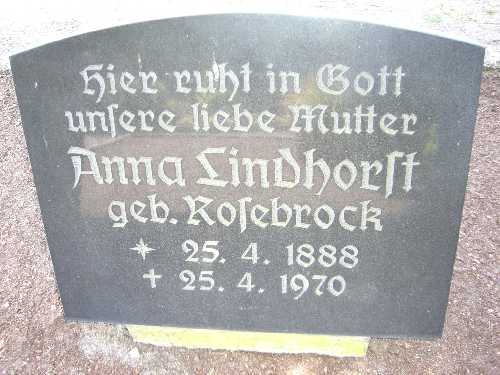 Hier ruht in Gott
unsere liebe Mutter
Anna Lindhorst
geb. Rosebrock
* 25. 4. 1888
† 25. 4. 1970